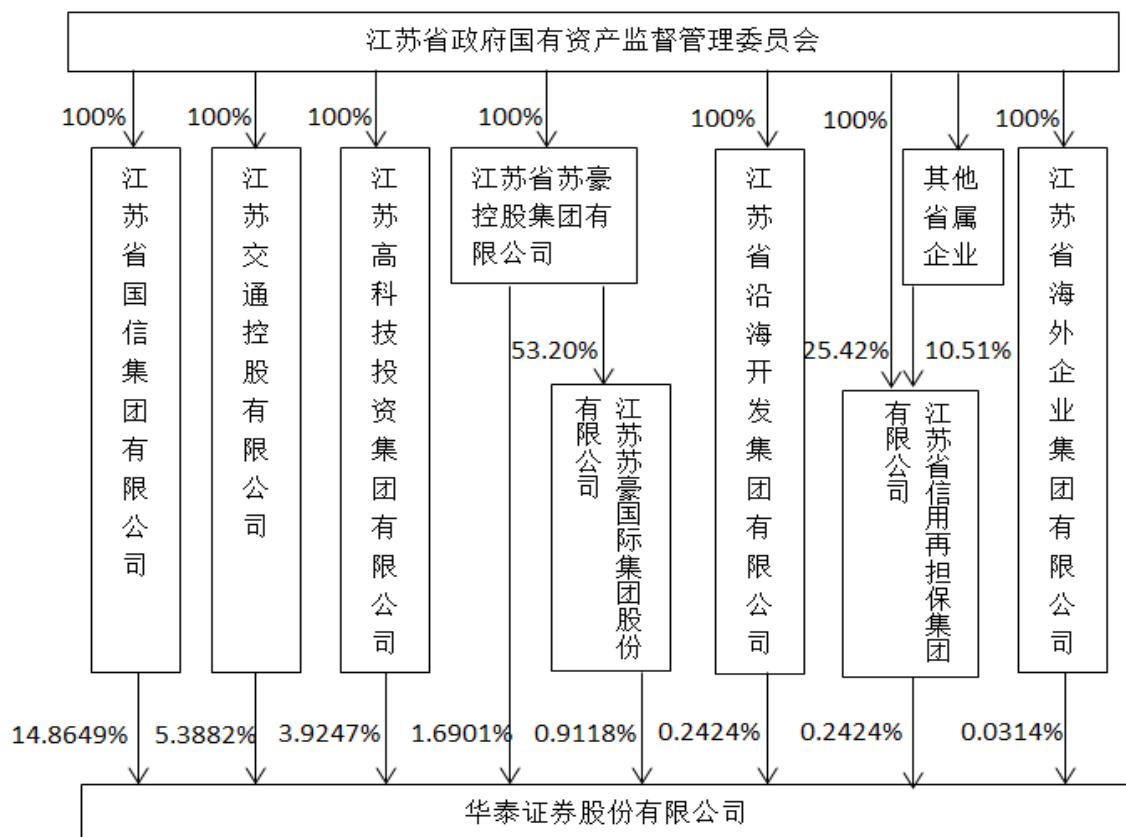 江苏省政府国有资产监督管理委员会
100%
100%
100%
100%
100%
100%
100%
江苏省国信集团有限公司
江苏交通控股有限公司
江苏高科技投资集团有限公司
江苏省苏豪
控股集团有
限公司
江苏省沿海开发集团有限公司
其他
省属
企业
江苏省海外企业集团有限公司
53.20%
25.42%
10.51%
江苏苏豪国际集团股份
有限公司
江苏省信用再担保集团
有限公司
14.8649%
5.3882%
3.9247%
1.6901%
0.9118%
0.2424%
0.2424%
0.0314%
华泰证券股份有限公司